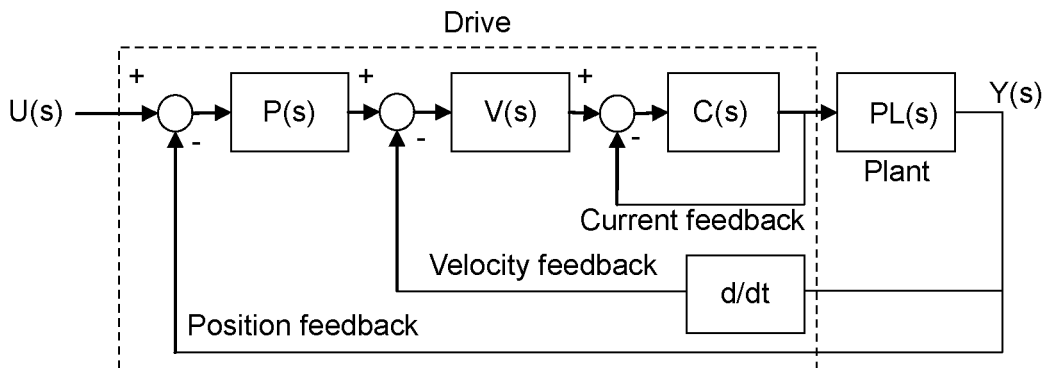 Drive
+ + +
U(s) P(s) V(s) C(s) PL(s) Y(s)
- - -
Plant
Current feedback
Velocity feedback d/dt
Position feedback